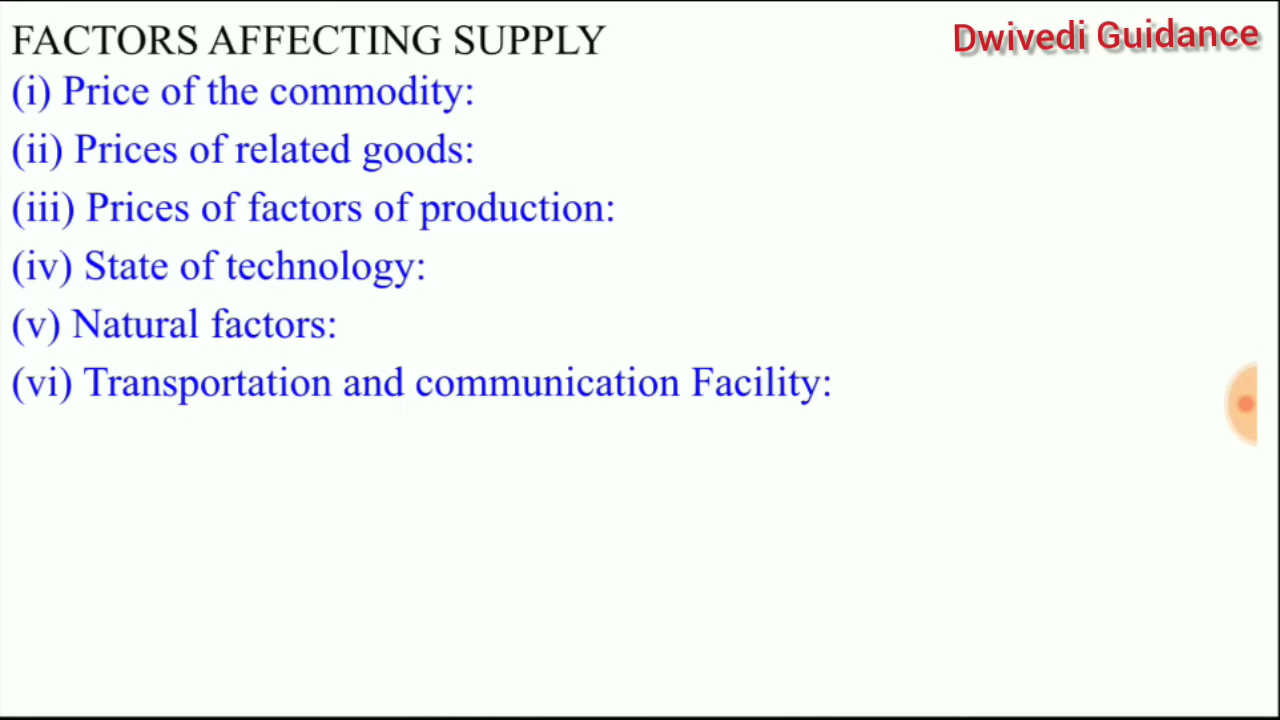 FACTORS AFFECTING SUPPLY
Dwivedi Guidance
(i) Price of the commodity:
(ii) Prices of related goods:
(iii) Prices of factors of production:
(iv) State of technology:
(v) Natural factors:
(vi) Transportation and communication Facility: